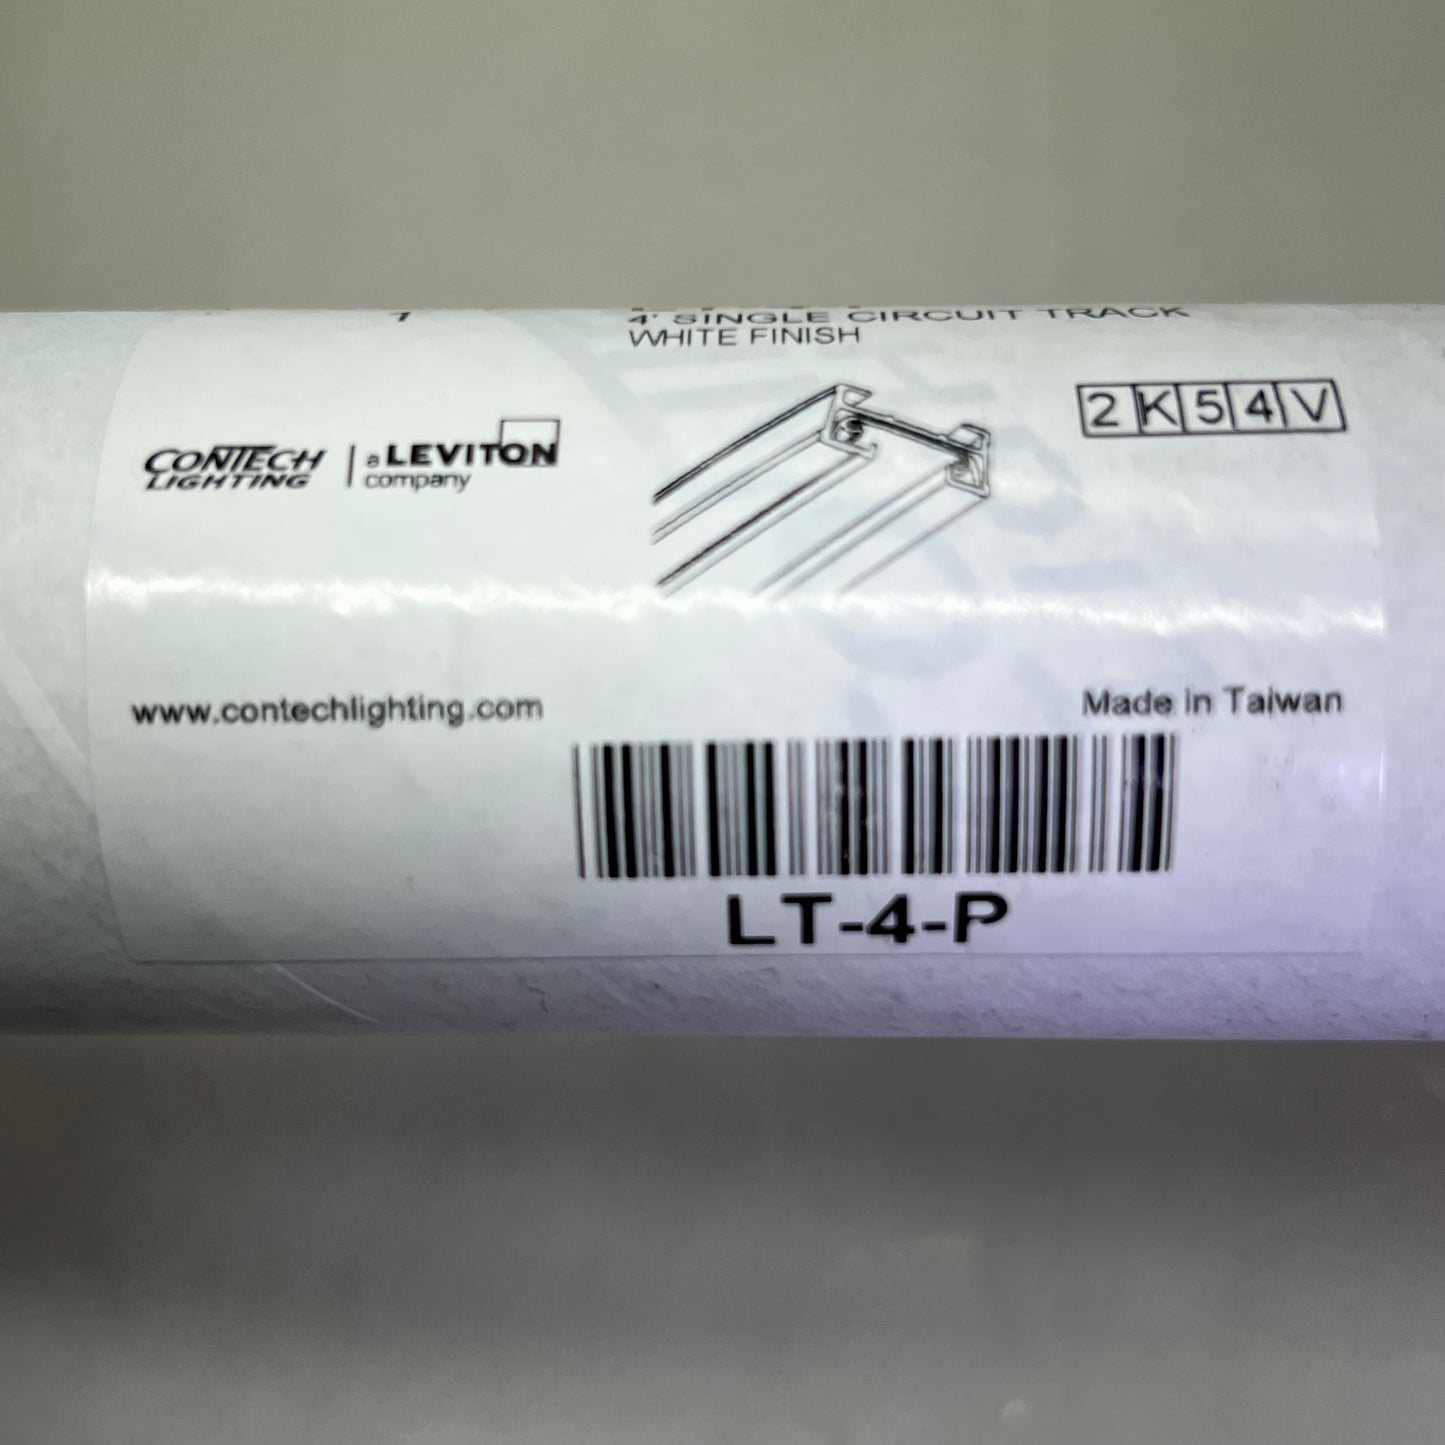 4' SINGLE CIRCUIT TRACK
WHITE FINISH
2K54V
CONTECH LIGHTING | a LEVITON company
www.contechlighting.com
Made in Taiwan
LT-4-P